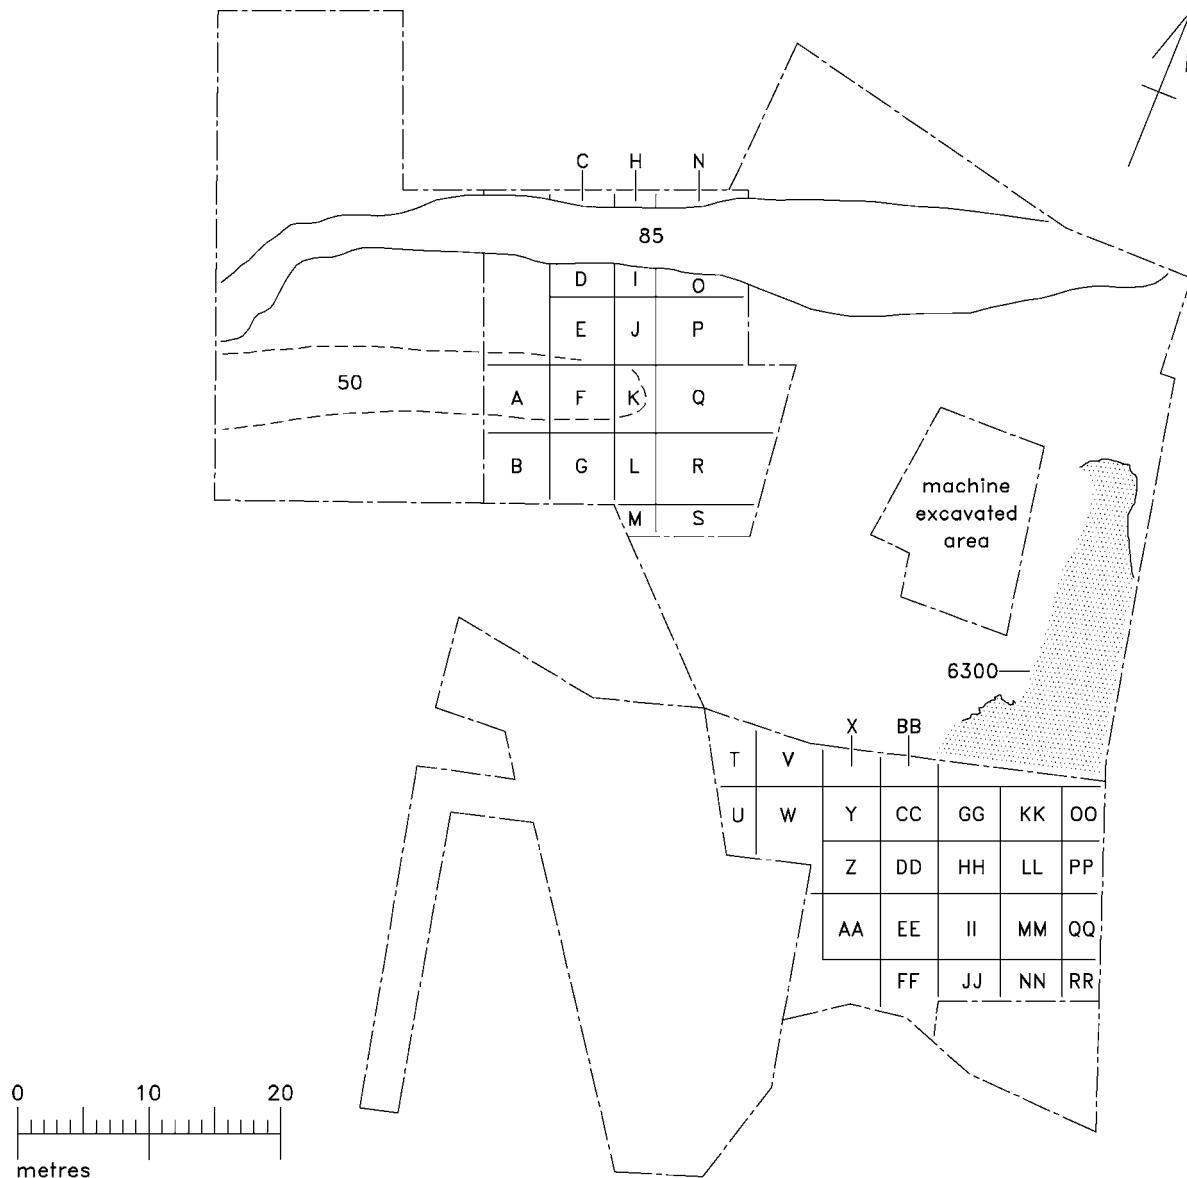 C H N
85
D I O
E J P
50
A F K Q
B G L R
M S
machine
excavated
area
6300
X BB
T V
U W Y CC GG KK OO
Z DD HH LL PP
AA EE II MM QQ
FF JJ NN RR
0 10 20
metres